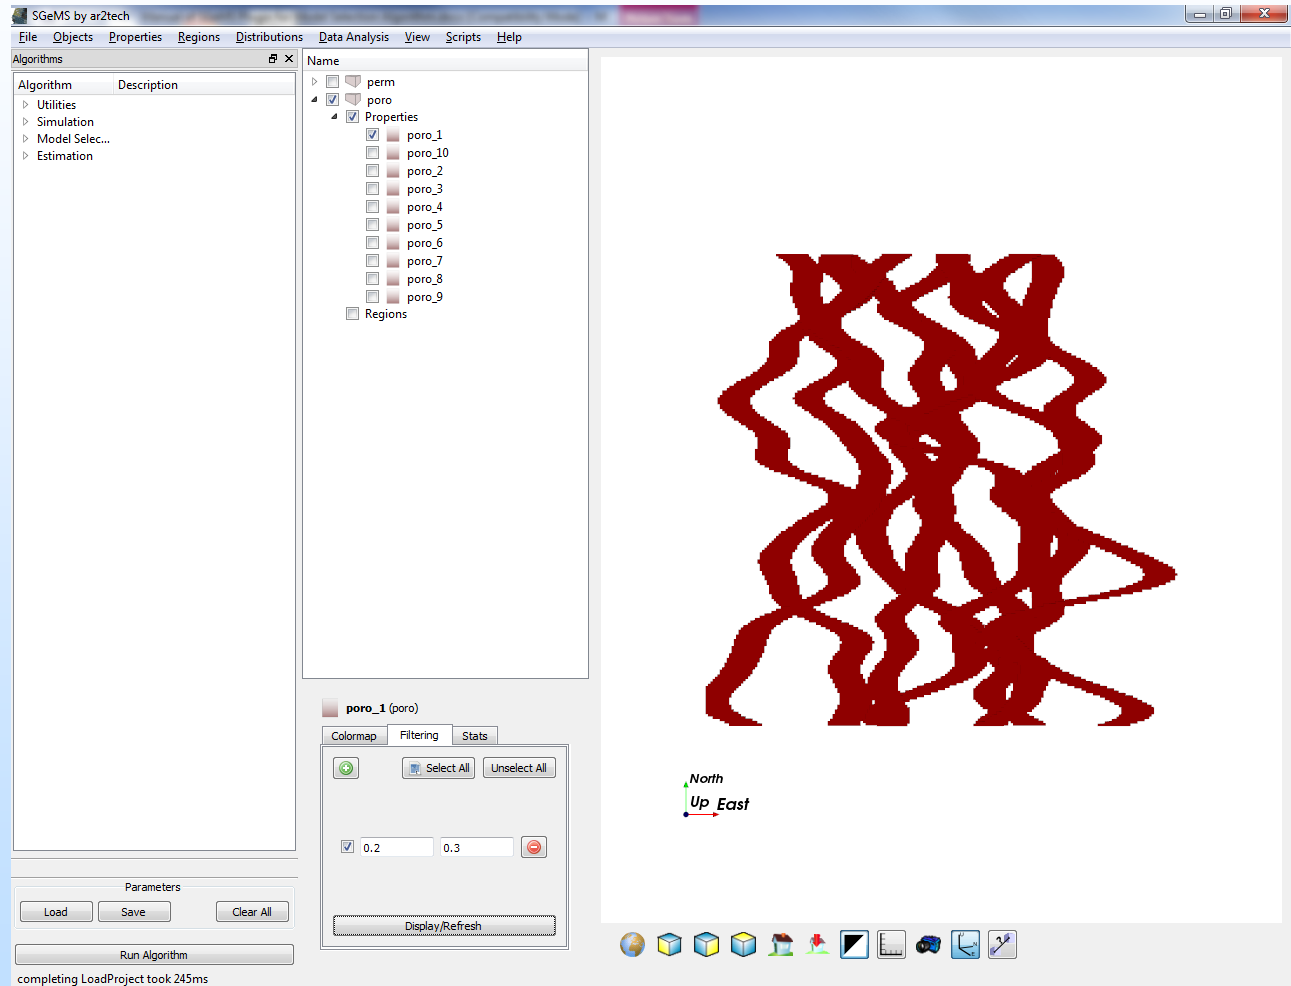 SGeMS by ar2tech
File Objects Properties Regions Distributions Data Analysis View Scripts Help
Algorithms
Algorithm Description
Utilities
Simulation
Model Selec...
Estimation
Name
perm
poro
Properties
poro_1
poro_10
poro_2
poro_3
poro_4
poro_5
poro_6
poro_7
poro_8
poro_9
Regions
poro_1 (poro)
Colormap Filtering Stats
Select All Unselect All
0.2 0.3
Display/Refresh
North
Up East
Parameters
Load Save Clear All
Run Algorithm
completing LoadProject took 245ms